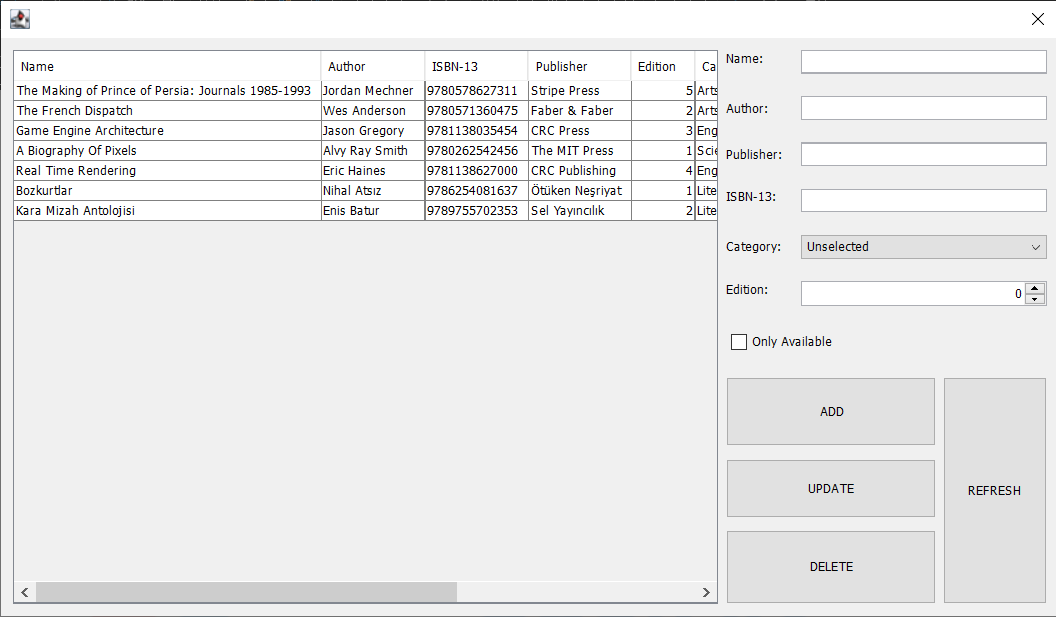 Name Author ISBN-13 Publisher Edition Ca
The Making of Prince of Persia: Journals 1985-1993 Jordan Mechner 9780578627311 Stripe Press 5 Arts
The French Dispatch Wes Anderson 9780571360475 Faber & Faber 2 Arts
Game Engine Architecture Jason Gregory 9781138035454 CRC Press 3 Eng
A Biography Of Pixels Alvy Ray Smith 9780262542456 The MIT Press 1 Scie
Real Time Rendering Eric Haines 9781138627000 CRC Publishing 4 Eng
Bozkurtlar Nihal Atsız 9786254081637 Ötüken Neşriyat 1 Lite
Kara Mizah Antolojisi Enis Batur 9789755702353 Sel Yayıncılık 2 Lite
Name:
Author:
Publisher:
ISBN-13:
Category: Unselected
Edition: 0
Only Available
ADD
UPDATE
REFRESH
DELETE